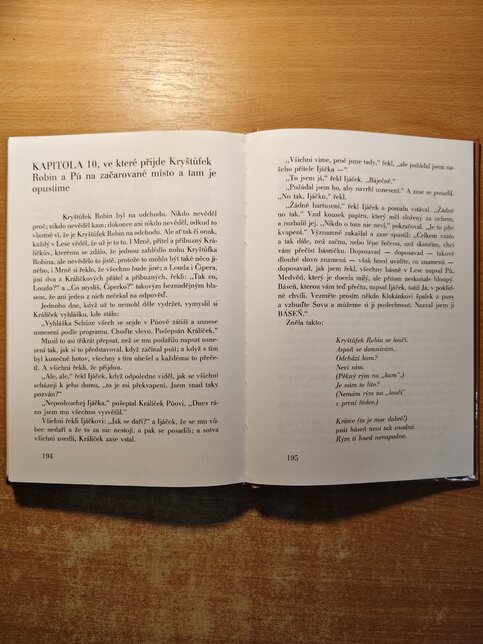 KAPITOLA 10, ve které přijde Kryštůfek
Robin a Pú na začarované místo a tam je
opustíme
Kryštůfek Robin byl na odchodu. Nikdo nevěděl
proč; nikdo nevěděl kam; dokonce ani nikdo nevěděl, odkud to
vlastně ví, že je Kryštůfek Robin na odchodu. Ale ať tak či onak,
každý v Lese věděl, že už je to tu. I Mrně, přítel a příbuzný Králí-
kův, kterému se zdálo, že jednou zahlédlo nohu Kryštůfka
Robina, ale nevědělo to jistě, protože to mohlo taky být něco ji-
ného, i Mrně si řeklo, že všechno bude jiné; a Louda i Čipera,
jiní dva z Králíčkových přátel a příbuzných, řekli: „Tak co,
Loudo?“ a „Co myslíš, Čiperko?“ takovým beznadějným hla-
sem, že ani jeden z nich nečekal na odpověď.
Jednoho dne, když už to nemohl déle vydržet, vymyslil si
Králíček vyhlášku, kde stálo:
„Vyhláška Schůze všech se sejde v Púově zátiší a usnese
usnesení podle programu. Choďte vlevo. Podepsán Králíček.“
Musil to asi třikrát přepsat, než se mu podařilo napsat usne-
jak, jak si to představoval, když začínal psát; a když s tím
byl konečně hotov, všechny s tím oběhal a každému to přeče-
tl. A všichni řekli, že přijdou.
„Ale, ale,“ řekl Ijáček, když odpoledne viděl, jak se všichni
scházejí k jeho domu, „to je mi překvapení. Jsem snad taky
pozván?“
„Neposlouchej Ijáčka,“ pošeptal Králíček Púovi. „Dnes rá-
no jsem mu všechno vysvětlil.“
Všichni řekli Ijáčkovi: „Jak se daří?“ a Ijáček, že se mu vů-
bec nedaří a že to za nic nestojí, a pak se posadili; a sotva
všichni usedli, Králíček zase vstal.
194
„Všichni víme, proč jsme tady,“ řekl, „ale požádal jsem na-
šeho přítele Ijáčka —“
„To jsem já,“ řekl Ijáček. „Báječné.“
„Požádal jsem ho, aby navrhl usnesení.“ A zase se posadil.
„No tak, Ijáčku,“ řekl.
„Žádné hartusení,“ řekl Ijáček a pomalu vstával. „Žádné
no tak.“ Vzal kousek papíru, který měl složený za uchem,
a rozhalil jej. „Nikdo o tom nic neví,“ pokračoval. „Je to pře-
kvapení.“ Významně zakašlal a zase spustil: „Celkem vzato
a tak dále, než začnu, nebo lépe řečeno, než skončím, chci
vám přečíst básničku. Doposavad — doposavad — takové
dlouhé slovo znamená — však hned uvidíte, co znamená —
doposavad, jak jsem řekl, všechny básně v Lese napsal Pú,
Medvěd, který je docela milý, ale přitom neskonale hloupý.
Báseň, kterou vám teď přečtu, napsal Ijáček, totiž Já, v poklid-
né chvíli. Vezměte prosím někdo Klokánkovi špalek z pusy
a vzbuďte Sovu a můžeme si ji poslechnout. Nazval jsem ji
BÁSEŇ.“
Zněla takto:
Kryštůfek Robin se loučí.
Aspoň se domnívám.
Odchází kam?
Neví sám.
(Pěkný rým na „kam“.)
Je nám to líto?
(Nemám rým na „loučí“
v první řádce.)
Krátce (to je moc dobré!)
psát báseň není tak snadné.
Rým ti hned nenapadne.
195